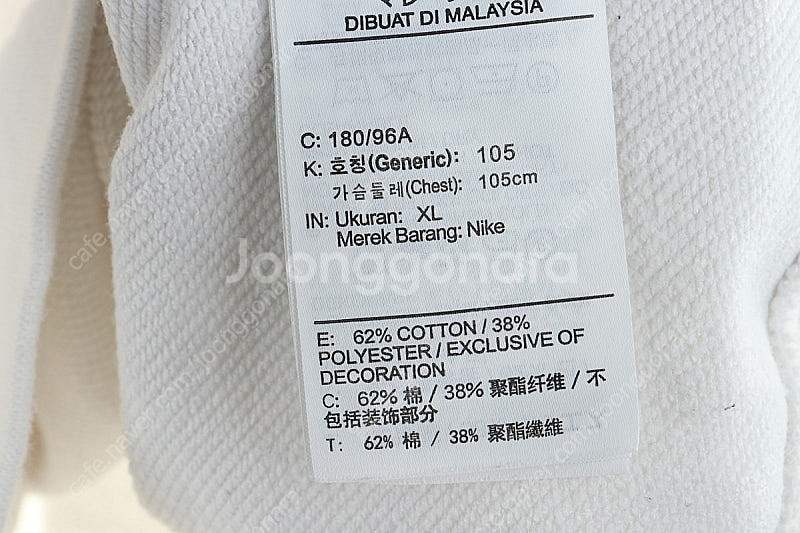 DIBUAT DI MALAYSIA
C: 180/96A
K: 호칭(Generic): 105
가슴둘레(Chest): 105cm
IN: Ukuran: XL
Merek Barang: Nike
Joonggonara
E: 62% COTTON / 38%
POLYESTER / EXCLUSIVE OF
DECORATION
C: 62% 棉 / 38% 聚酯纤维 / 不
包括装饰部分
T: 62% 棉 / 38% 聚酯纖維